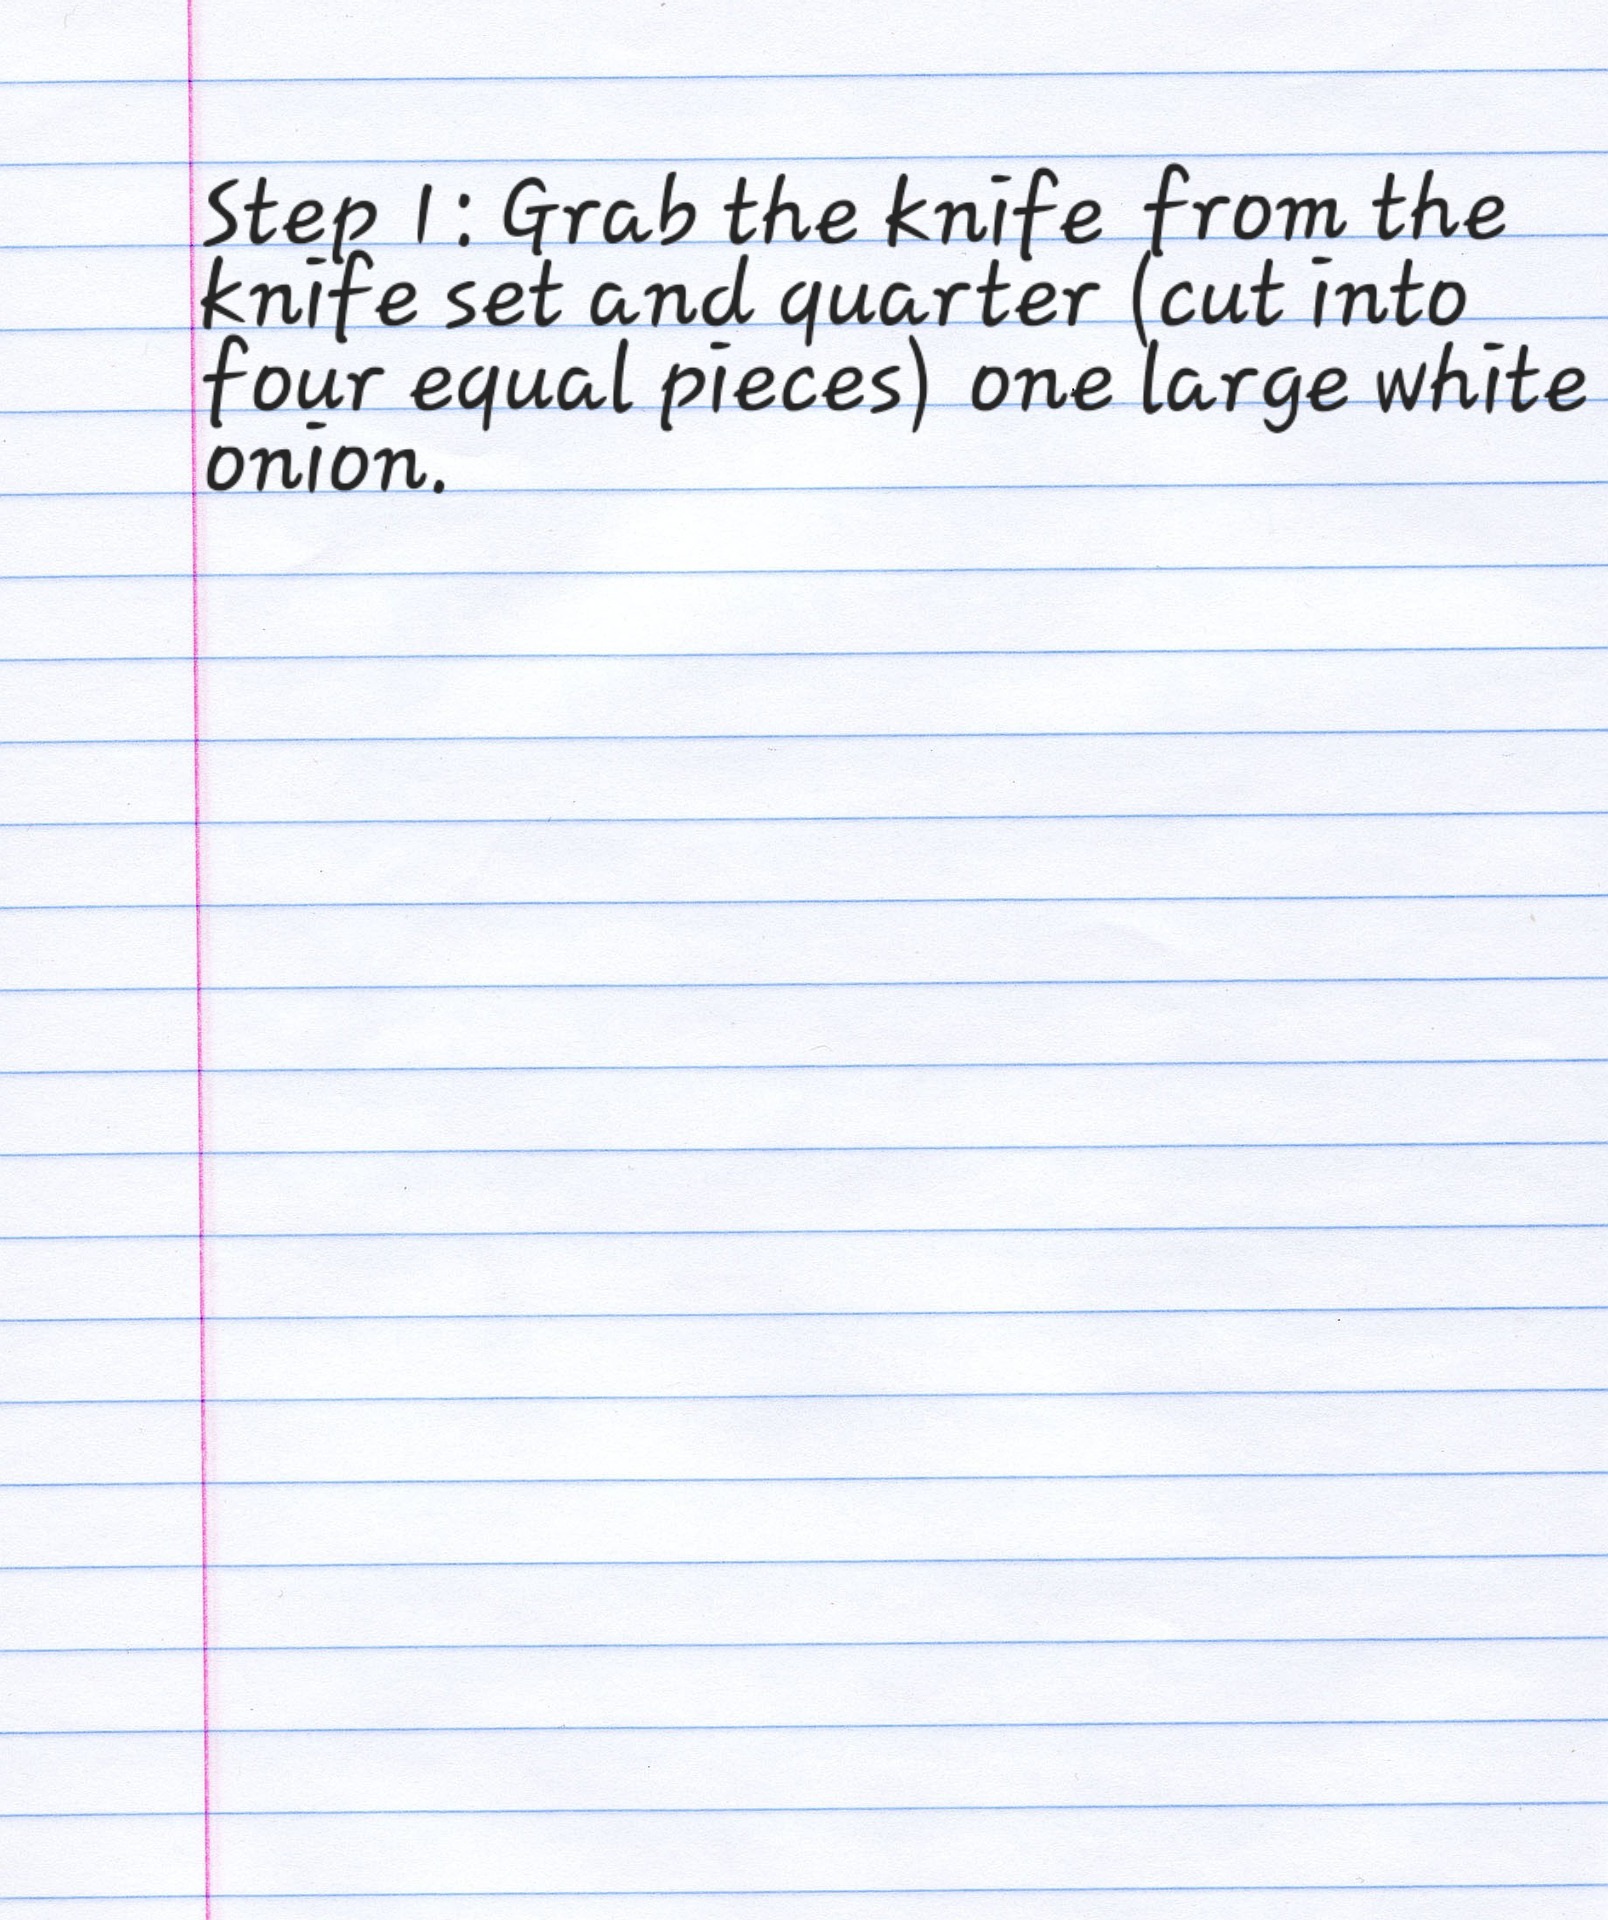 Step 1: Grab the knife from the
knife set and quarter (cut into
four equal pieces) one large white
onion.